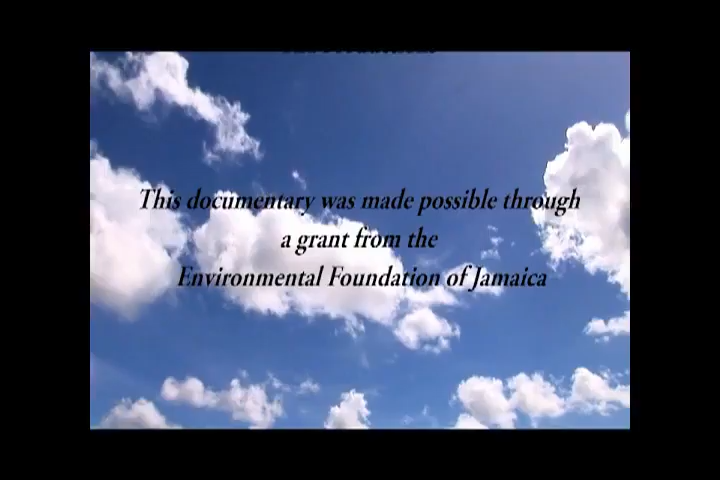 This documentary was made possible through
a grant from the
Environmental Foundation of Jamaica